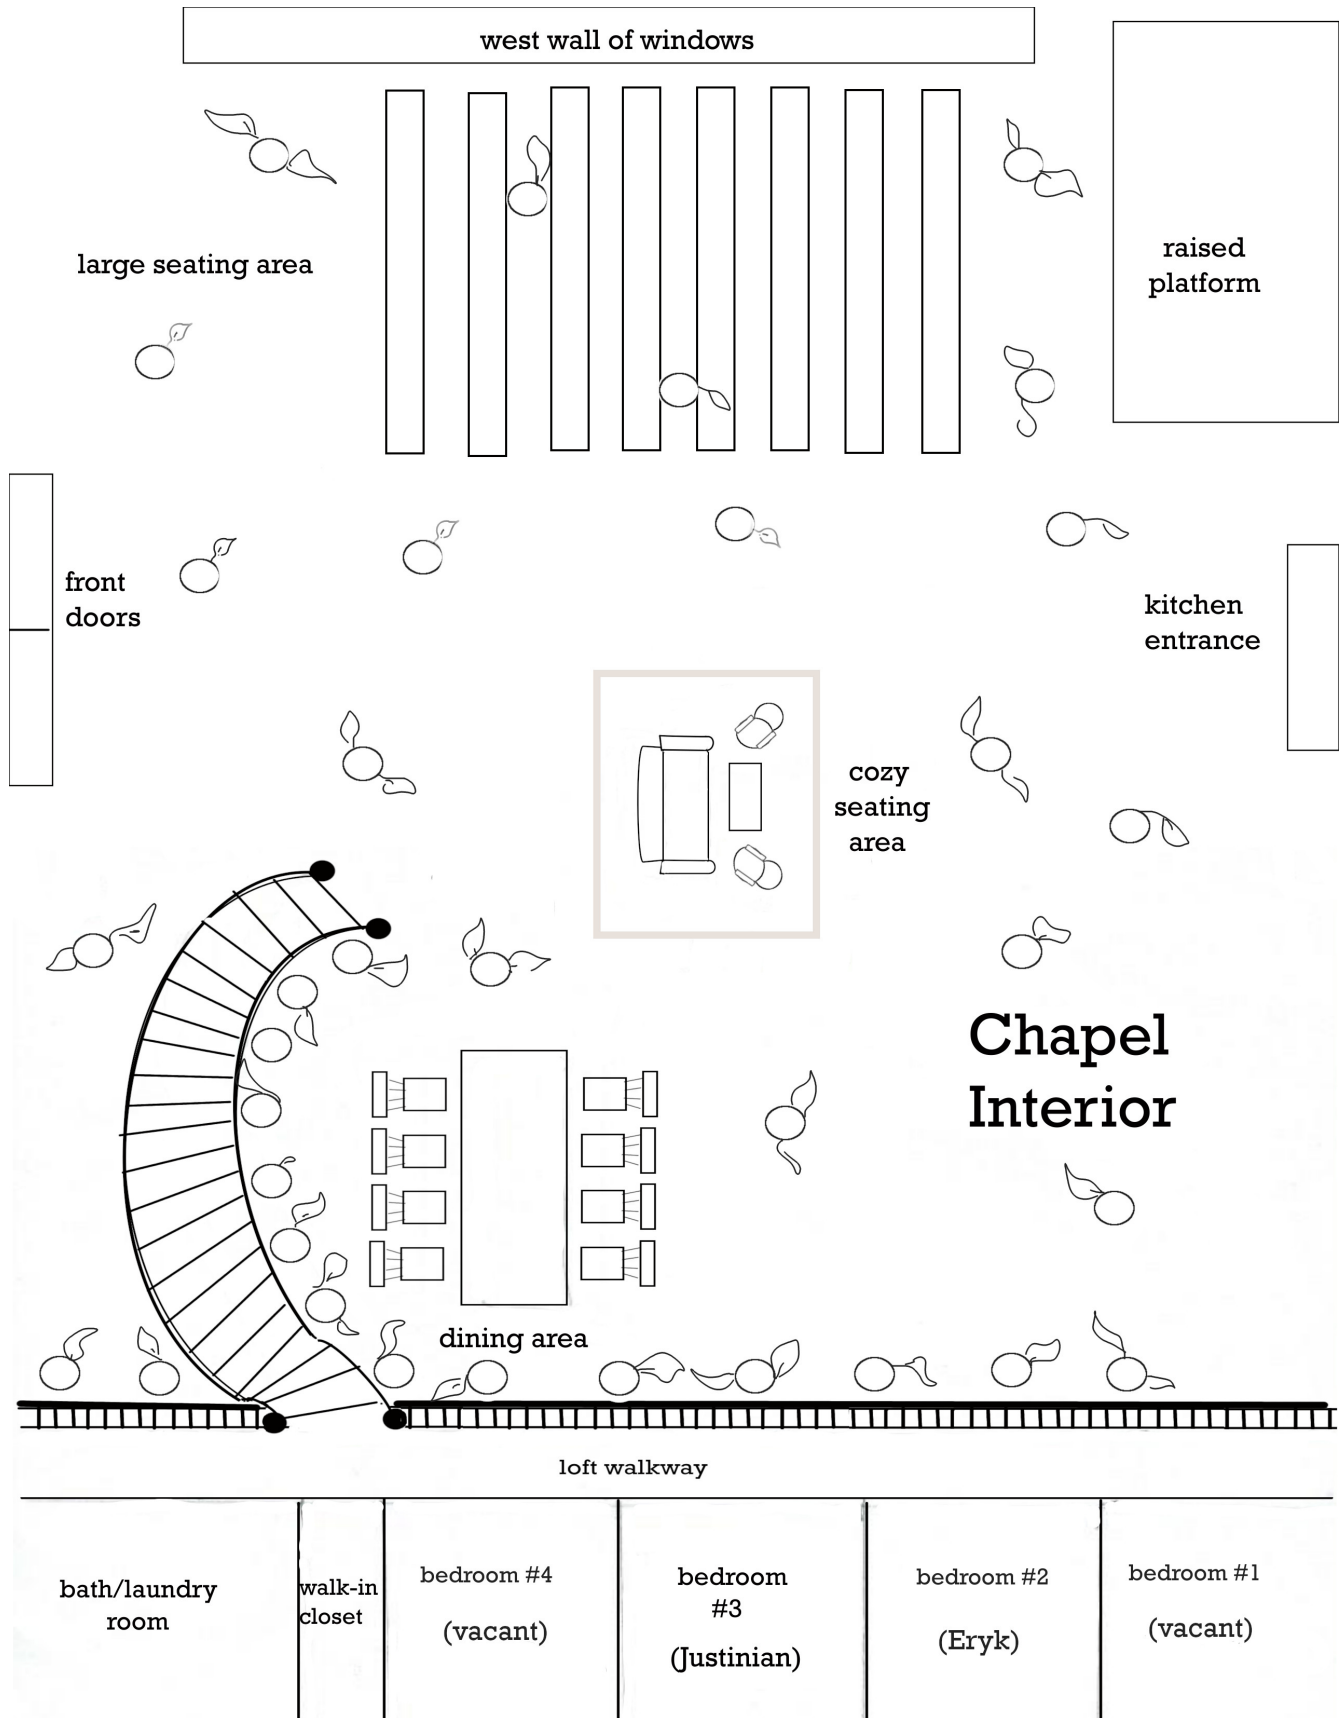 west wall of windows
large seating area
raised
platform
front
doors
kitchen
entrance
cozy
seating
area
Chapel
Interior
dining area
loft walkway
bath/laundry
room
walk-in
closet
bedroom #4
(vacant)
bedroom
#3
(Justinian)
bedroom #2
(Eryk)
bedroom #1
(vacant)